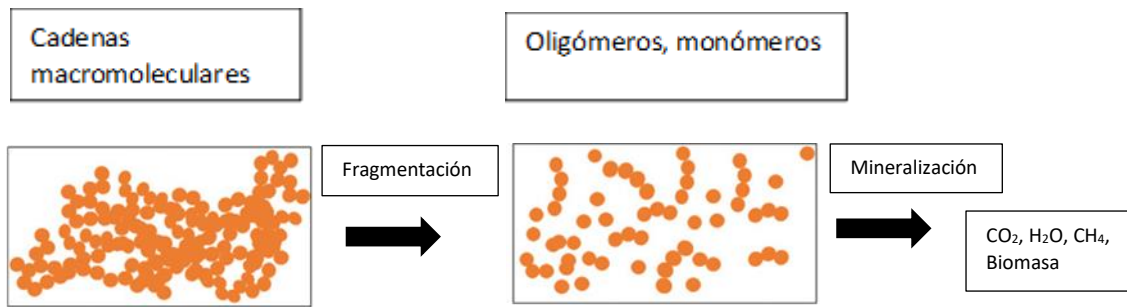 Cadenas
macromoleculares
Oligómeros, monómeros
Fragmentación
Mineralización
CO₂, H₂O, CH₄,
Biomasa